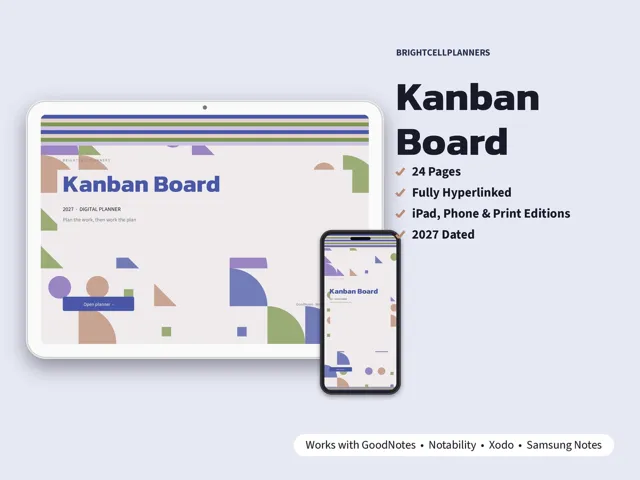 BRIGHTCELLPLANNERS
Kanban
Board
24 Pages
Fully Hyperlinked
iPad, Phone & Print Editions
2027 Dated
Kanban Board
2027 · DIGITAL PLANNER
Plan the work, then work the plan
Open planner →
Kanban Board
Works with GoodNotes • Notability • Xodo • Samsung Notes